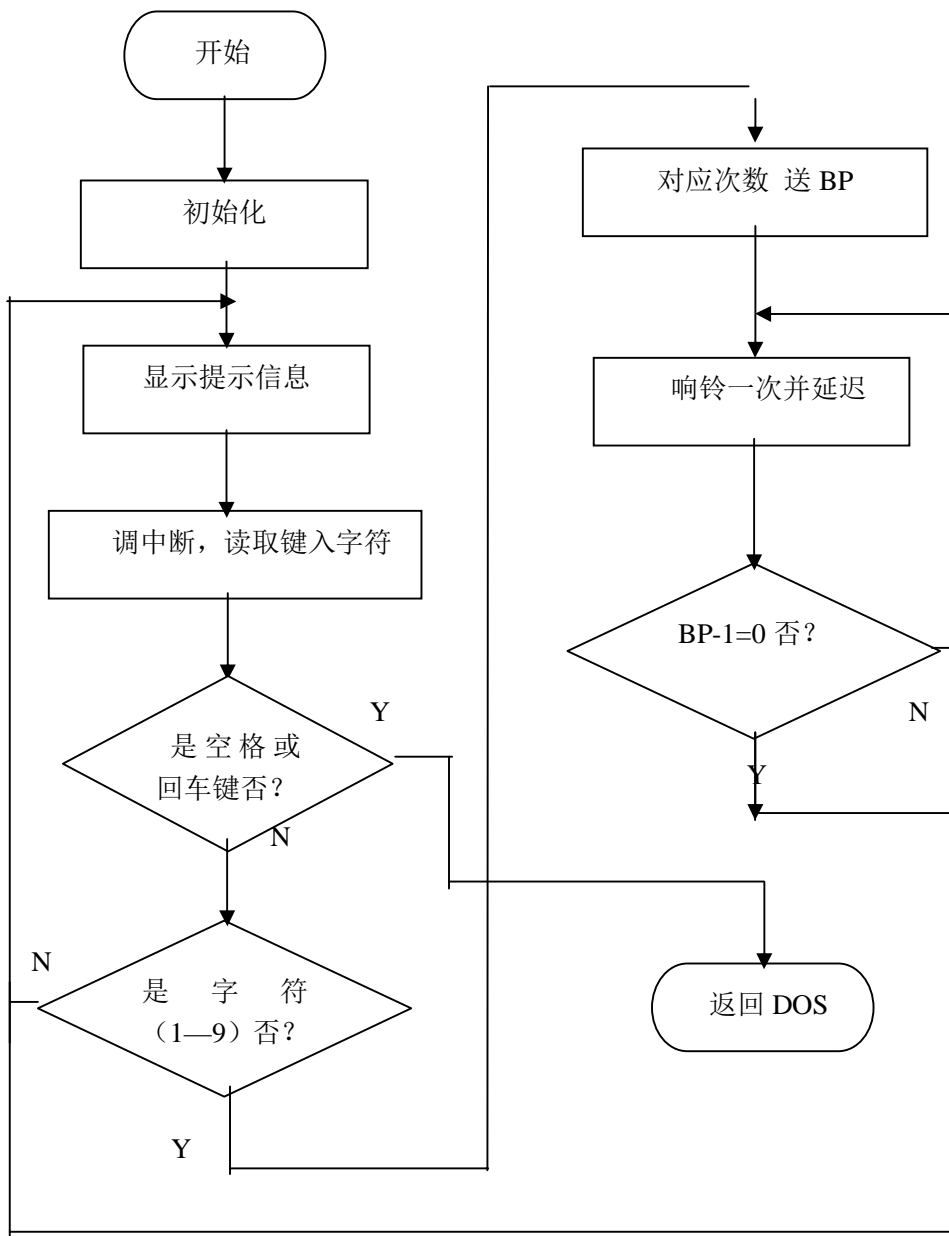 开始
初始化
显示提示信息
调中断，读取键入字符
是空格或
回车键否？
Y
N
是字符
（1—9）否？
N
Y
对应次数 送 BP
响铃一次并延迟
BP-1=0 否？
N
Y
返回 DOS